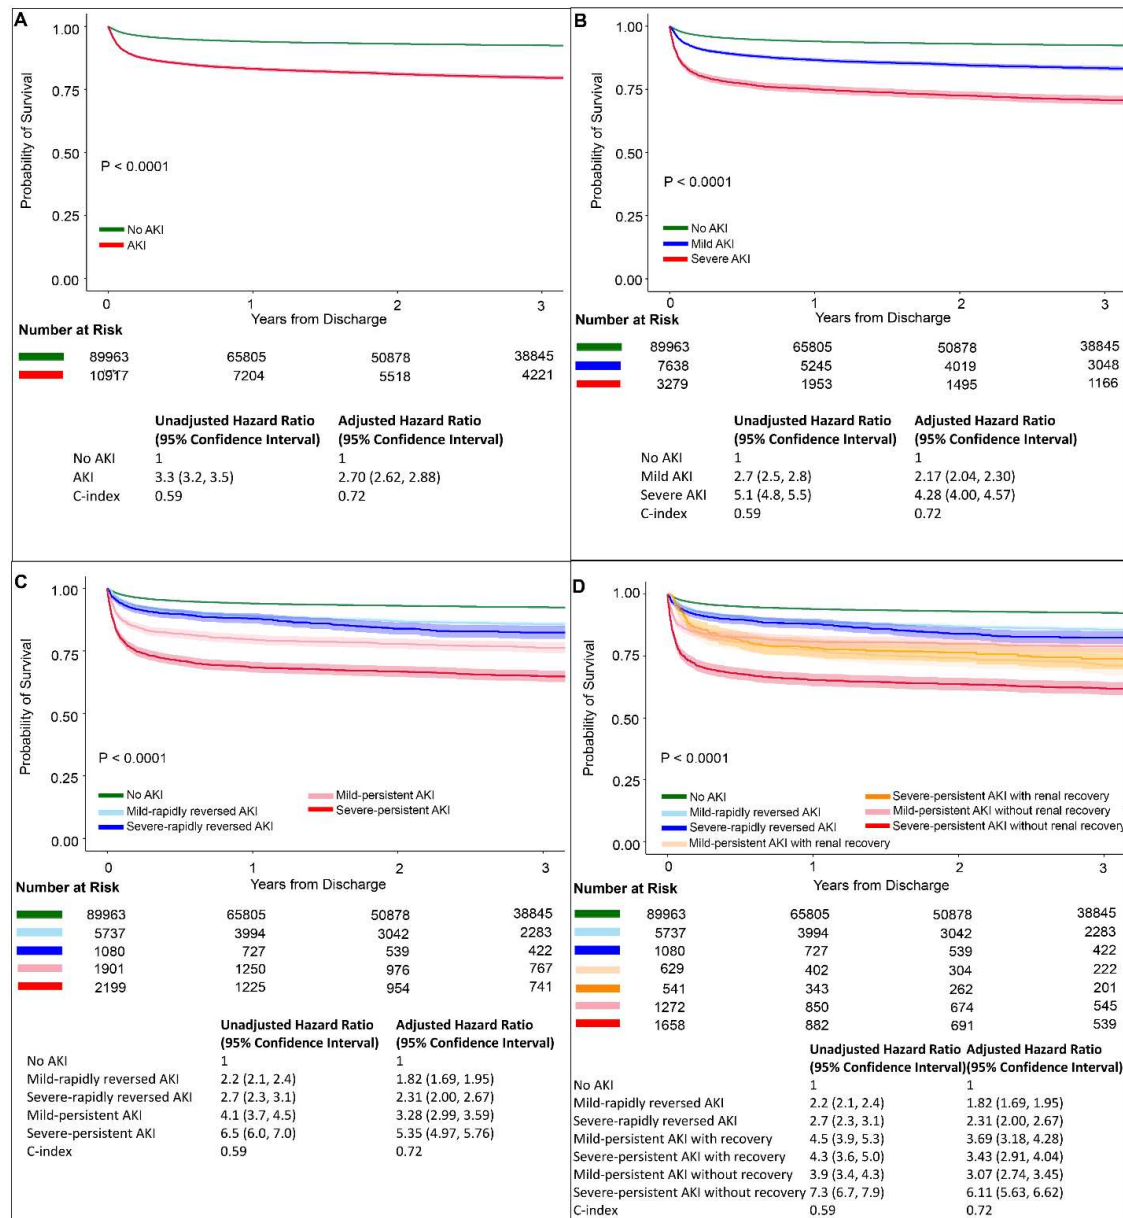 A
Probability of Survival
1.00
0.75
0.50
0.25
0.00
P < 0.0001
No AKI
AKI
0 1 2 3
Years from Discharge
Number at Risk
89963 65805 50878 38845
10917 7204 5518 4221
Unadjusted Hazard Ratio Adjusted Hazard Ratio
(95% Confidence Interval) (95% Confidence Interval)
No AKI 1 1
AKI 3.3 (3.2, 3.5) 2.70 (2.62, 2.88)
C-index 0.59 0.72
B
Probability of Survival
1.00
0.75
0.50
0.25
0.00
P < 0.0001
No AKI
Mild AKI
Severe AKI
0 1 2 3
Years from Discharge
Number at Risk
89963 65805 50878 38845
7638 5245 4019 3048
3279 1953 1495 1166
Unadjusted Hazard Ratio Adjusted Hazard Ratio
(95% Confidence Interval) (95% Confidence Interval)
No AKI 1 1
Mild AKI 2.7 (2.5, 2.8) 2.17 (2.04, 2.30)
Severe AKI 5.1 (4.8, 5.5) 4.28 (4.00, 4.57)
C-index 0.59 0.72
C
Probability of Survival
1.00
0.75
0.50
0.25
0.00
P < 0.0001
No AKI
Mild-rapidly reversed AKI
Severe-rapidly reversed AKI
Mild-persistent AKI
Severe-persistent AKI
0 1 2 3
Years from Discharge
Number at Risk
89963 65805 50878 38845
5737 3994 3042 2283
1080 727 539 422
1901 1250 976 767
2199 1225 954 741
Unadjusted Hazard Ratio Adjusted Hazard Ratio
(95% Confidence Interval) (95% Confidence Interval)
No AKI 1 1
Mild-rapidly reversed AKI 2.2 (2.1, 2.4) 1.82 (1.69, 1.95)
Severe-rapidly reversed AKI 2.7 (2.3, 3.1) 2.31 (2.00, 2.67)
Mild-persistent AKI 4.1 (3.7, 4.5) 3.28 (2.99, 3.59)
Severe-persistent AKI 6.5 (6.0, 7.0) 5.35 (4.97, 5.76)
C-index 0.59 0.72
D
Probability of Survival
1.00
0.75
0.50
0.25
0.00
P < 0.0001
No AKI
Mild-rapidly reversed AKI
Severe-rapidly reversed AKI
Mild-persistent AKI with renal recovery
Severe-persistent AKI with renal recovery
Mild-persistent AKI without renal recovery
Severe-persistent AKI without renal recovery
0 1 2 3
Years from Discharge
Number at Risk
89963 65805 50878 38845
5737 3994 3042 2283
1080 727 539 422
629 402 304 222
541 343 262 201
1272 850 674 545
1658 882 691 539
Unadjusted Hazard Ratio Adjusted Hazard Ratio
(95% Confidence Interval) (95% Confidence Interval)
No AKI 1 1
Mild-rapidly reversed AKI 2.2 (2.1, 2.4) 1.82 (1.69, 1.95)
Severe-rapidly reversed AKI 2.7 (2.3, 3.1) 2.31 (2.00, 2.67)
Mild-persistent AKI with recovery 4.5 (3.9, 5.3) 3.69 (3.18, 4.28)
Severe-persistent AKI with recovery 4.3 (3.6, 5.0) 3.43 (2.91, 4.04)
Mild-persistent AKI without recovery 3.9 (3.4, 4.3) 3.07 (2.74, 3.45)
Severe-persistent AKI without recovery 7.3 (6.7, 7.9) 6.11 (5.63, 6.62)
C-index 0.59 0.72